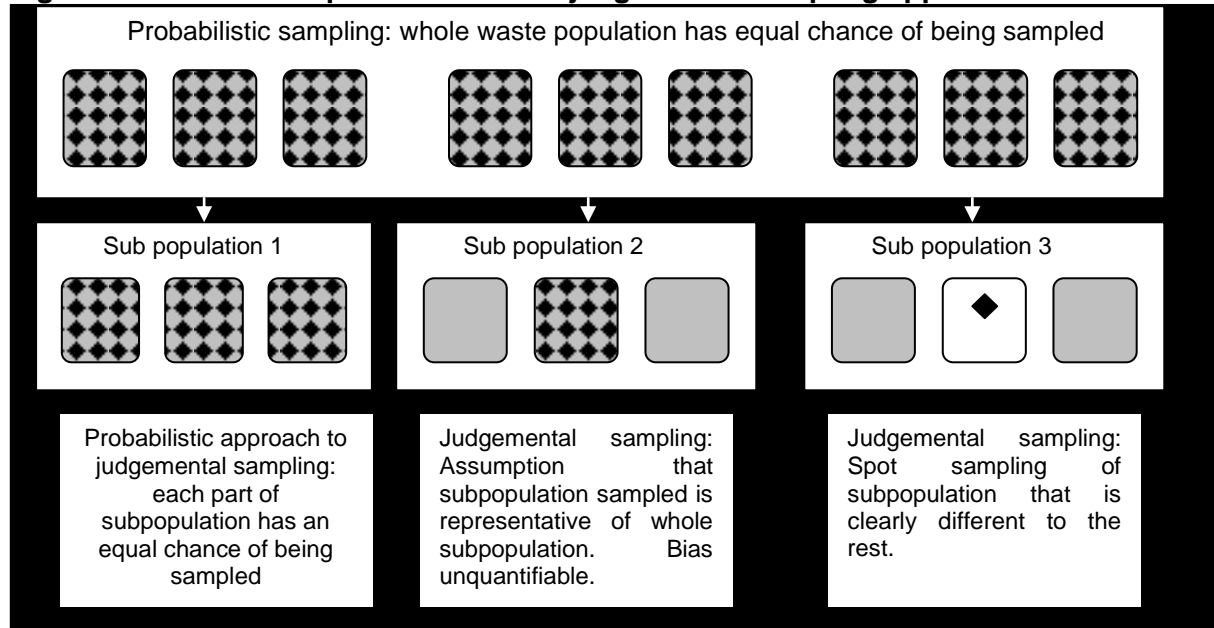 Probabilistic sampling: whole waste population has equal chance of being sampled
Sub population 1
Sub population 2
Sub population 3
Probabilistic approach to
judgemental sampling:
each part of
subpopulation has an
equal chance of being
sampled
Judgemental sampling:
Assumption that
subpopulation sampled is
representative of whole
subpopulation. Bias
unquantifiable.
Judgemental sampling:
Spot sampling of
subpopulation that is
clearly different to the
rest.